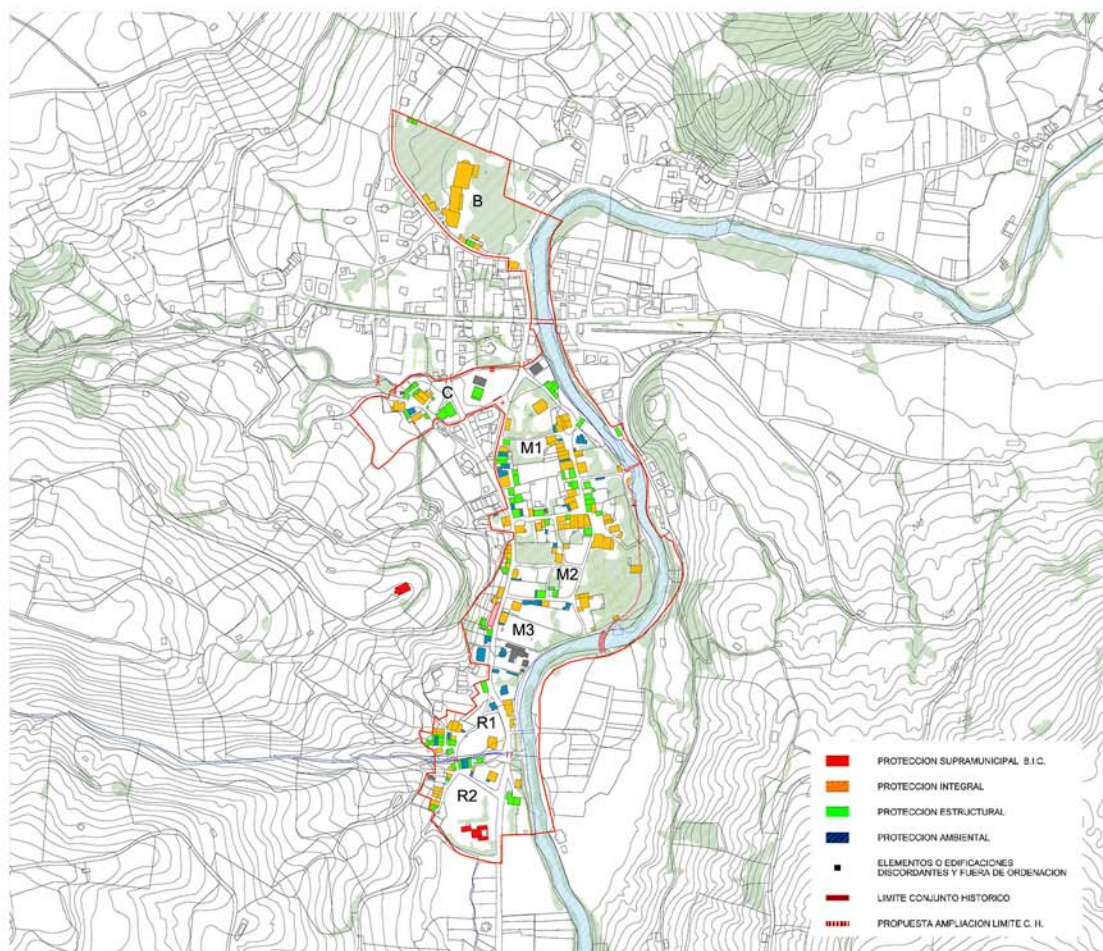 B
C
M1
M2
M3
R1
R2
PROTECCION SUPRAMUNICIPAL B.I.C.
PROTECCION INTEGRAL
PROTECCION ESTRUCTURAL
PROTECCION AMBIENTAL
ELEMENTOS O EDIFICACIONES
DISCORDANTES Y FUERA DE ORDENACION
LIMITE CONJUNTO HISTORICO
PROPUESTA AMPLIACION LIMITE C. H.